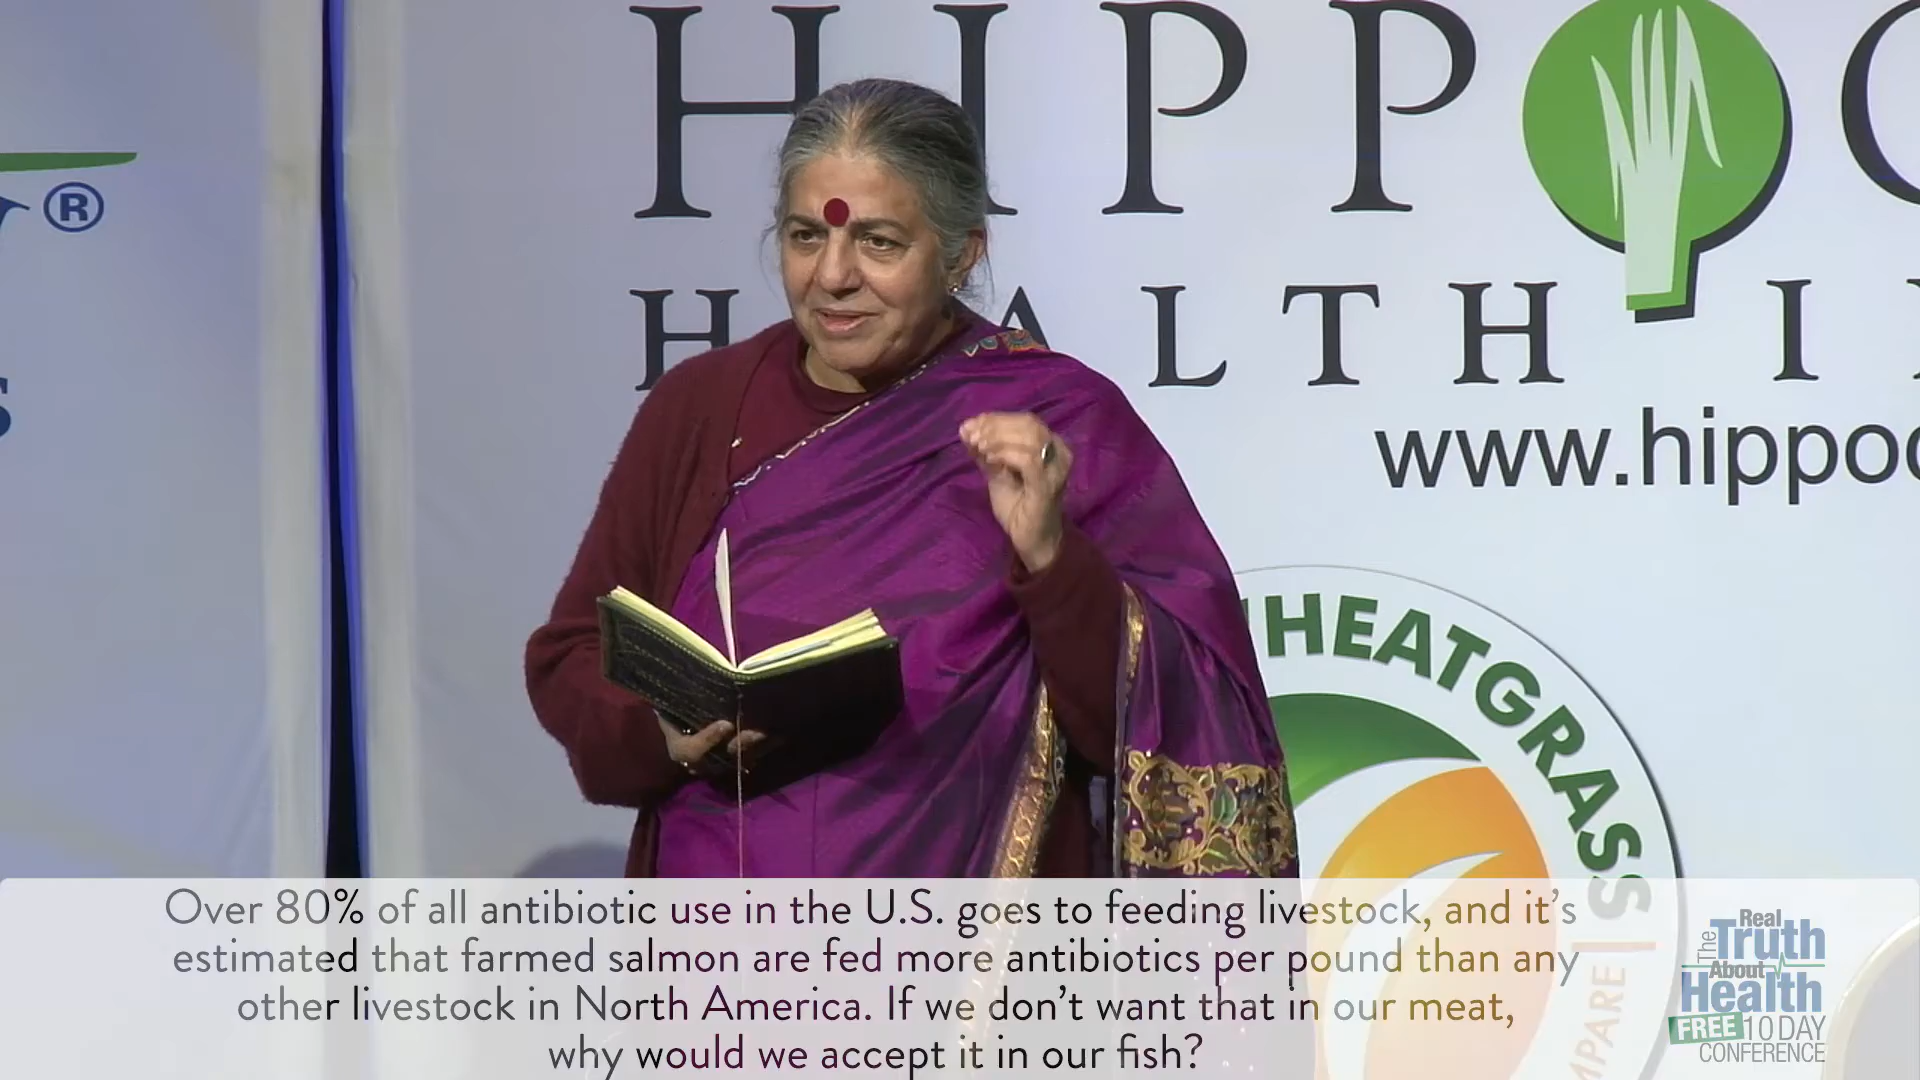 HIPP
H ALTH I
www.hippo
®
HEATGRASS
MPARE
Over 80% of all antibiotic use in the U.S. goes to feeding livestock, and it's
estimated that farmed salmon are fed more antibiotics per pound than any
other livestock in North America. If we don't want that in our meat,
why would we accept it in our fish?
The Real
Truth
About
Health
FREE 10 DAY
CONFERENCE